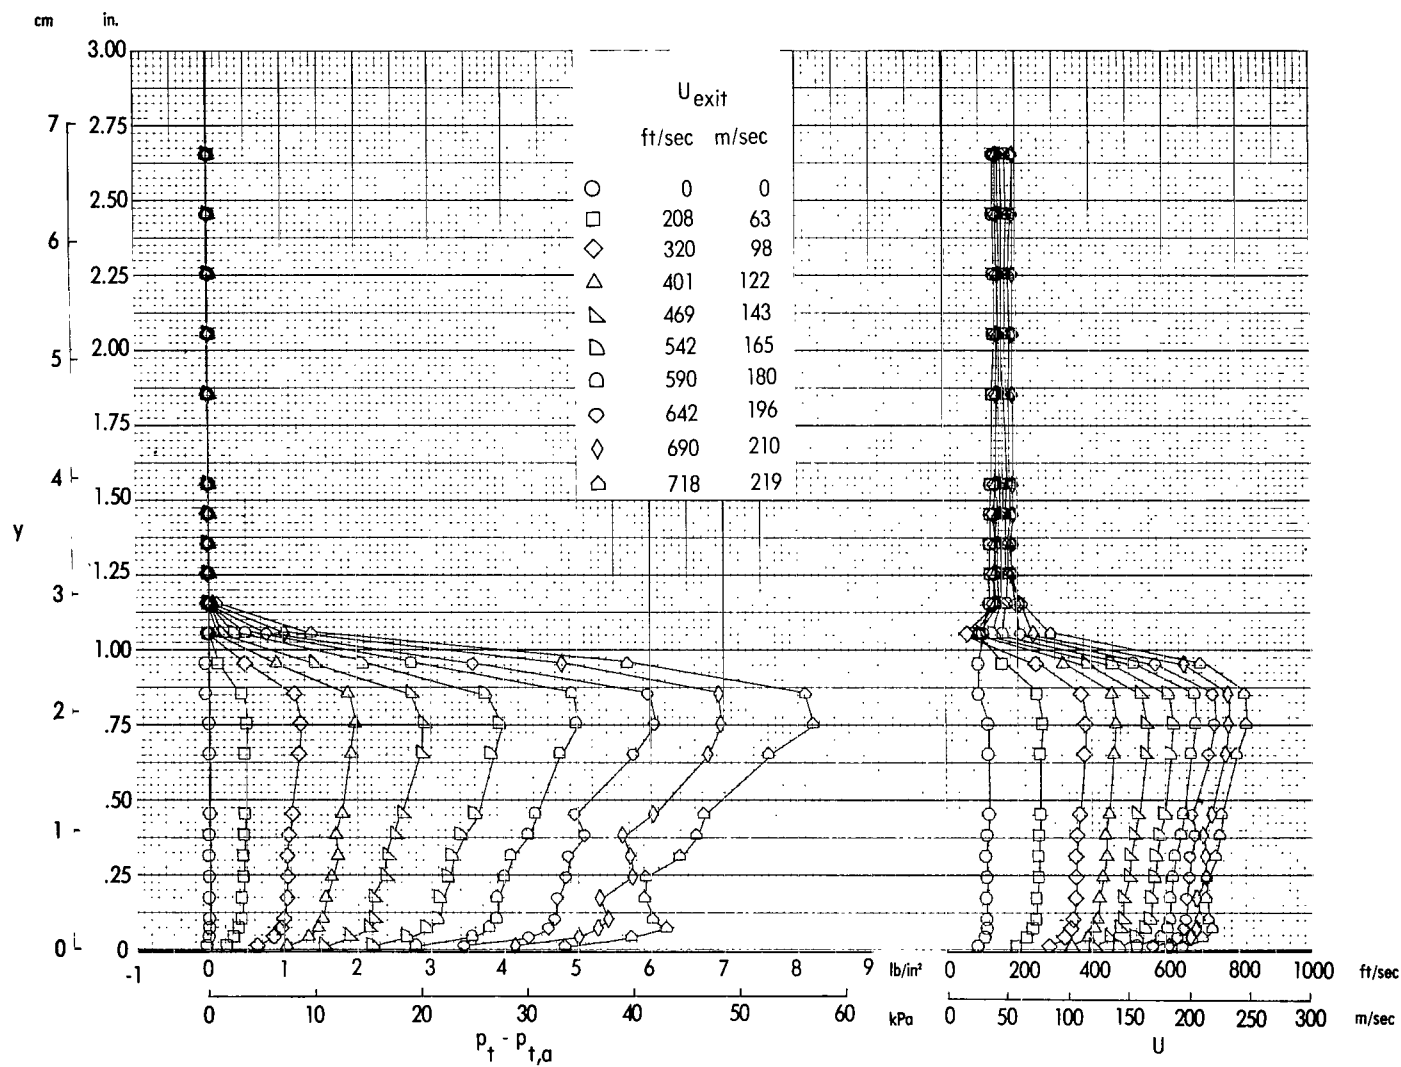 cm in.
3.00
7 2.75
2.50
6
2.25
5 2.00
1.75
4
1.50
y
3 1.25
1.00
2 .75
1 .50
.25
0 0
U exit
ft/sec m/sec
0 0
208 63
320 98
401 122
469 143
542 165
590 180
642 196
690 210
718 219
-1 0 1 2 3 4 5 6 7 8 9 lb/in²
0 10 20 30 40 50 60 kPa
p t - p t,a
0 200 400 600 800 1000 ft/sec
0 50 100 150 200 250 300 m/sec
U